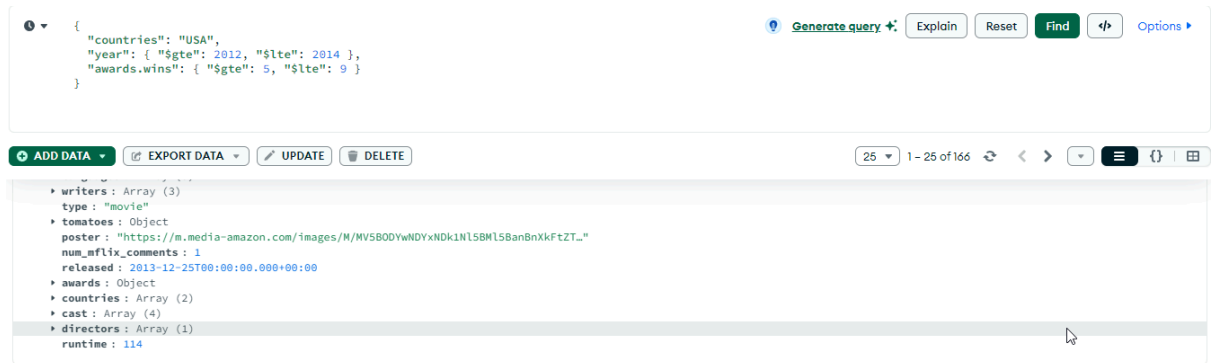 {
"countries": "USA",
"year": { "$gte": 2012, "$lte": 2014 },
"awards.wins": { "$gte": 5, "$lte": 9 }
}
Generate query
Explain
Reset
Find
</>
Options
ADD DATA
EXPORT DATA
UPDATE
DELETE
25
1 – 25 of 166
{}
writers : Array (3)
type : "movie"
tomatoes : Object
poster : "https://m.media-amazon.com/images/M/MV5BODYwNDYxNDk1Nl5BMl5BanBnXkFtZT…"
num_mflix_comments : 1
released : 2013-12-25T00:00:00.000+00:00
awards : Object
countries : Array (2)
cast : Array (4)
directors : Array (1)
runtime : 114